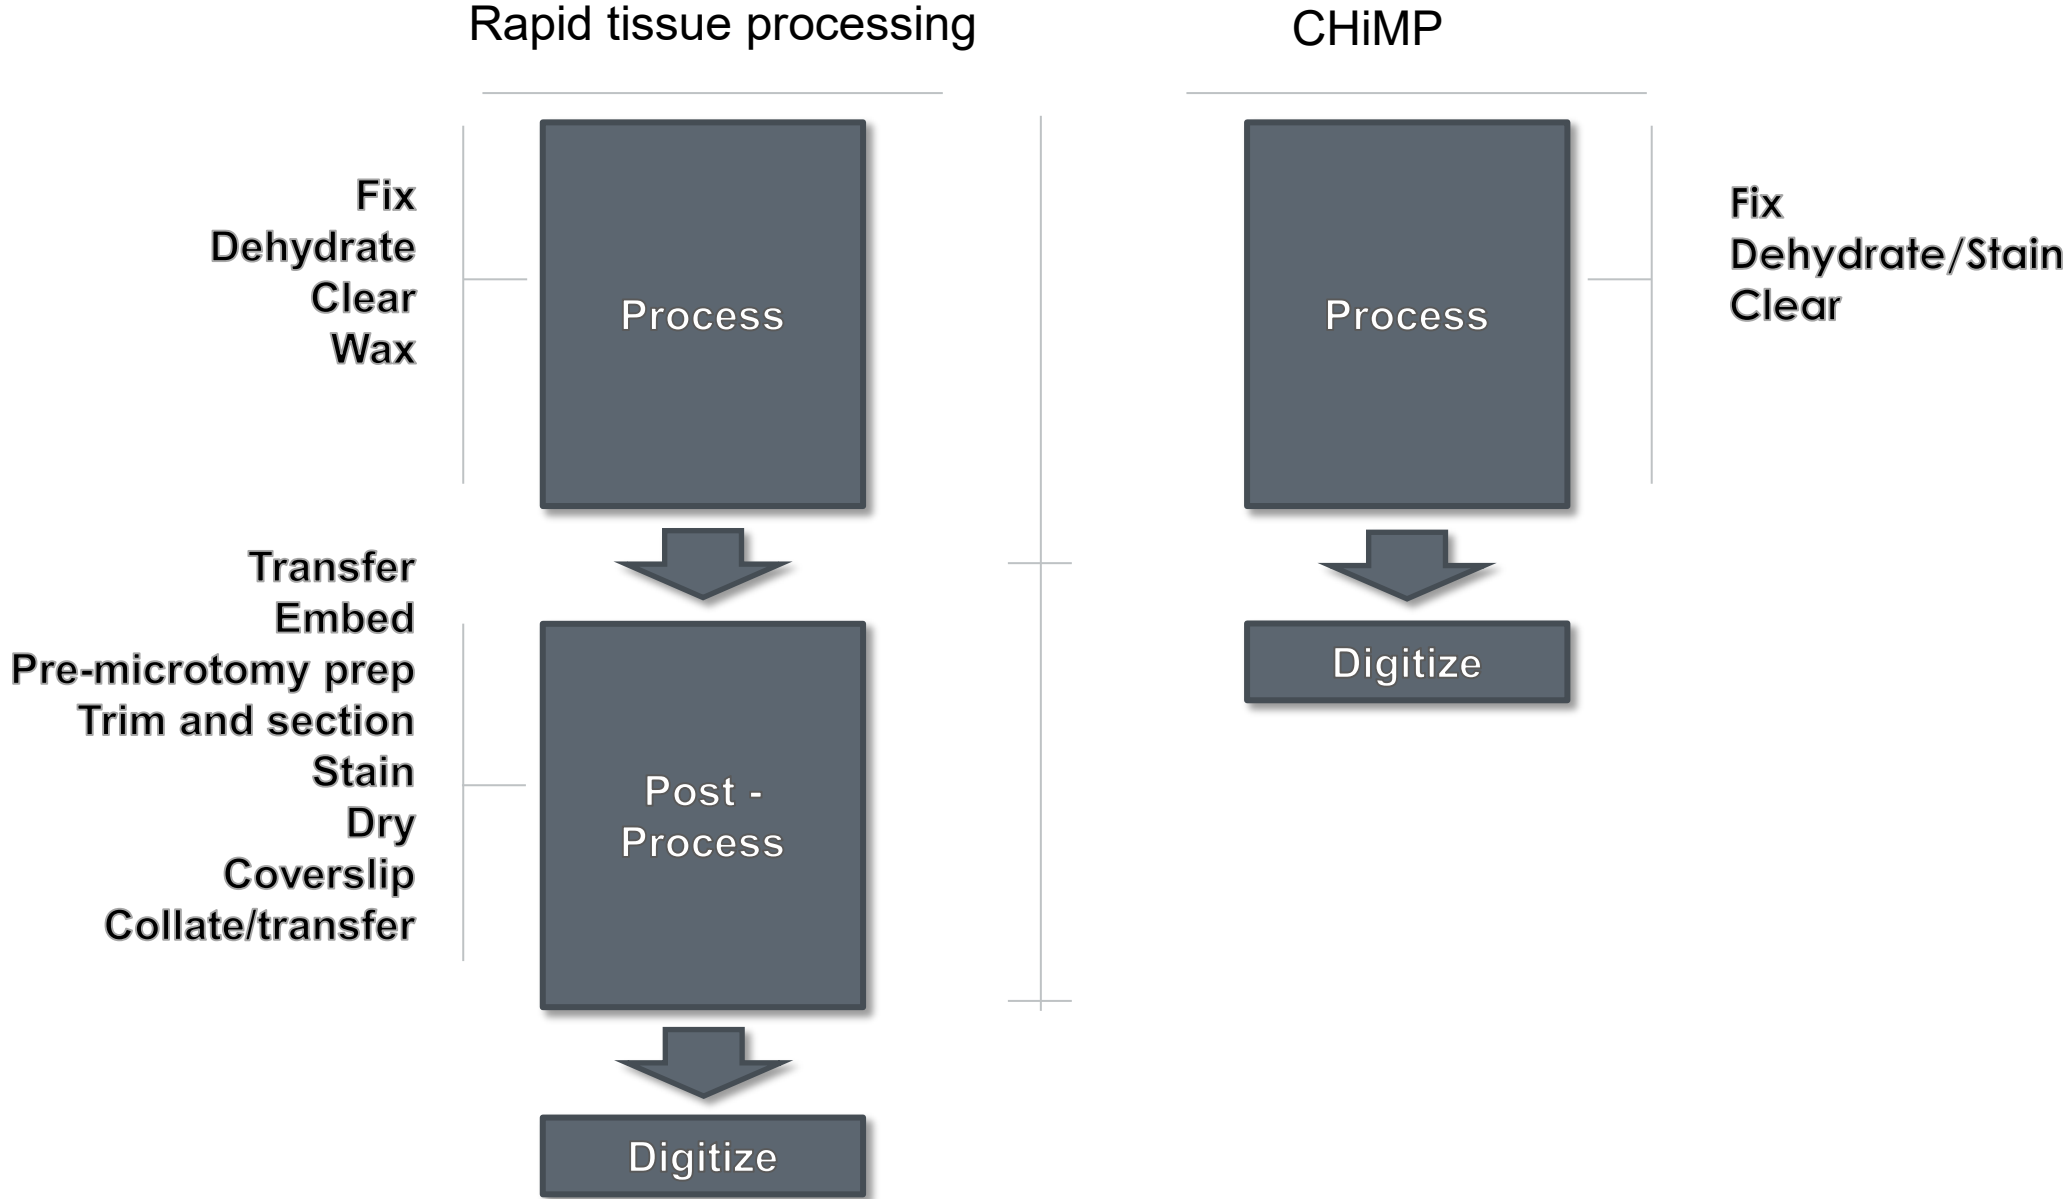 Rapid tissue processing
CHiMP
Fix
Dehydrate
Clear
Wax
Process
Process
Fix
Dehydrate/Stain
Clear
Transfer
Embed
Pre-microtomy prep
Trim and section
Stain
Dry
Coverslip
Collate/transfer
Post -
Process
Digitize
Digitize